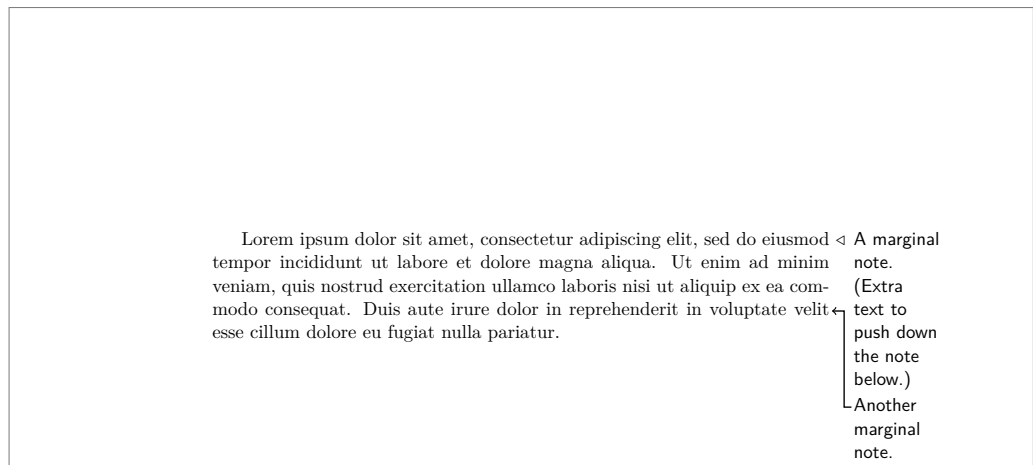 Lorem ipsum dolor sit amet, consectetur adipiscing elit, sed do eiusmod
tempor incididunt ut labore et dolore magna aliqua. Ut enim ad minim
veniam, quis nostrud exercitation ullamco laboris nisi ut aliquip ex ea com-
modo consequat. Duis aute irure dolor in reprehenderit in voluptate velit
esse cillum dolore eu fugiat nulla pariatur.
A marginal
note.
(Extra
text to
push down
the note
below.)
Another
marginal
note.